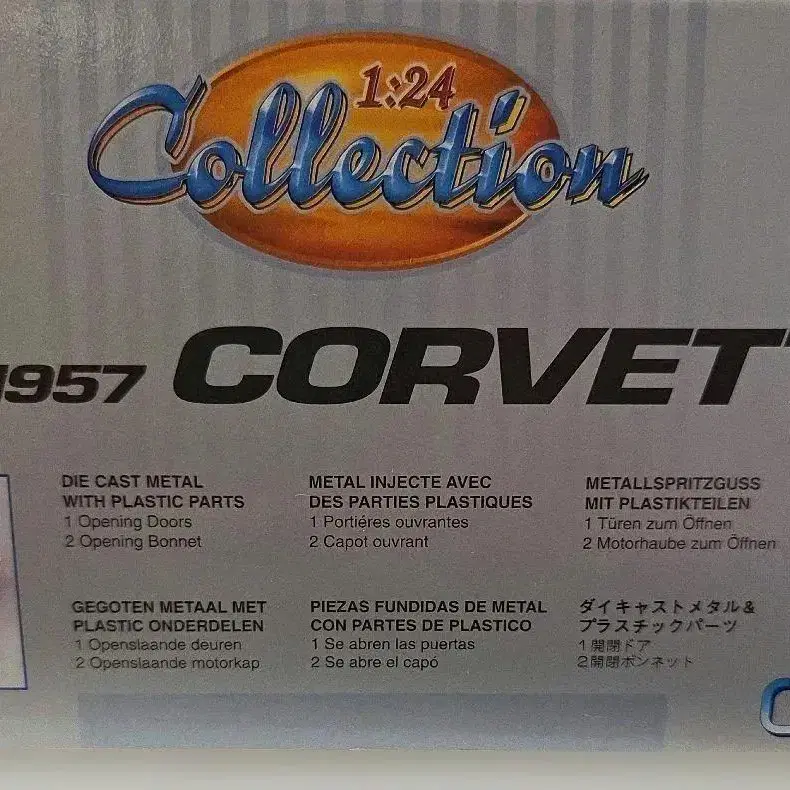 1:24
Collection
1957 CORVET
DIE CAST METAL
WITH PLASTIC PARTS
1 Opening Doors
2 Opening Bonnet
METAL INJECTE AVEC
DES PARTIES PLASTIQUES
1 Portiéres ouvrantes
2 Capot ouvrant
METALLSPRITZGUSS
MIT PLASTIKTEILEN
1 Türen zum Öffnen
2 Motorhaube zum Öffnen
GEGOTEN METAAL MET
PLASTIC ONDERDELEN
1 Openslaande deuren
2 Openslaande motorkap
PIEZAS FUNDIDAS DE METAL
CON PARTES DE PLASTICO
1 Se abren las puertas
2 Se abre el capó
ダイキャストメタル&
プラスチックパーツ
1開閉ドア
2開閉ボンネット